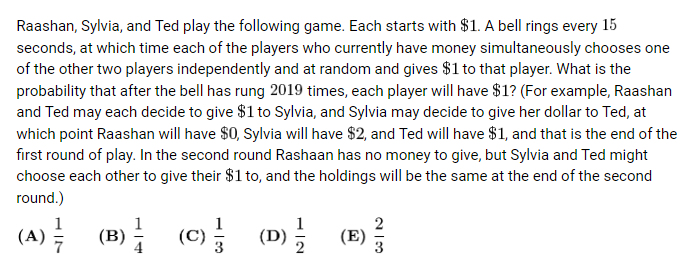 Raashan, Sylvia, and Ted play the following game. Each starts with $1. A bell rings every 15
seconds, at which time each of the players who currently have money simultaneously chooses one
of the other two players independently and at random and gives $1 to that player. What is the
probability that after the bell has rung 2019 times, each player will have $1? (For example, Raashan
and Ted may each decide to give $1 to Sylvia, and Sylvia may decide to give her dollar to Ted, at
which point Raashan will have $0, Sylvia will have $2, and Ted will have $1, and that is the end of the
first round of play. In the second round Rashaan has no money to give, but Sylvia and Ted might
choose each other to give their $1 to, and the holdings will be the same at the end of the second
round.)
(A) 1/7 (B) 1/4 (C) 1/3 (D) 1/2 (E) 2/3